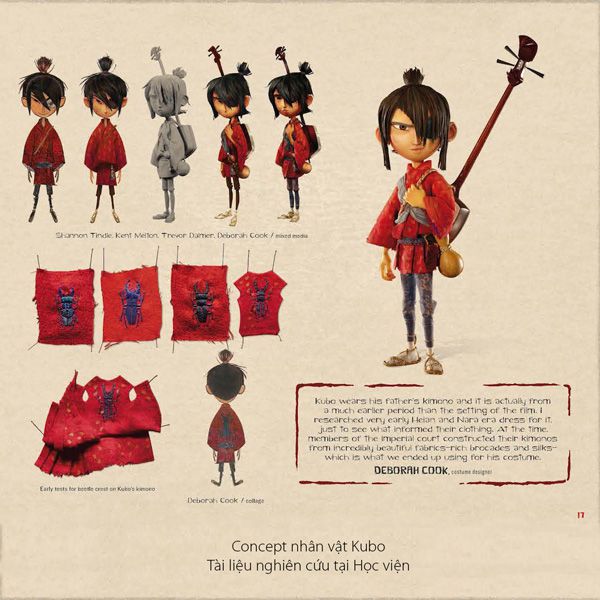 Shannon Tindle, Kent Melton, Trevor Dalmer, Deborah Cook / mixed media
Kubo wears his father's kimono and it is actually from
a much earlier period than the setting of the film. I
researched very early Heian and Nara era dress for it,
just to see what informed their clothing. At the time,
members of the imperial court constructed their kimonos
from incredibly beautiful fabrics-rich brocades and silks-
which is what we ended up using for his costume.
DEBORAH COOK, costume designer
Early tests for beetle crest on Kubo's kimono
Deborah Cook / collage
17
Concept nhân vật Kubo
Tài liệu nghiên cứu tại Học viện